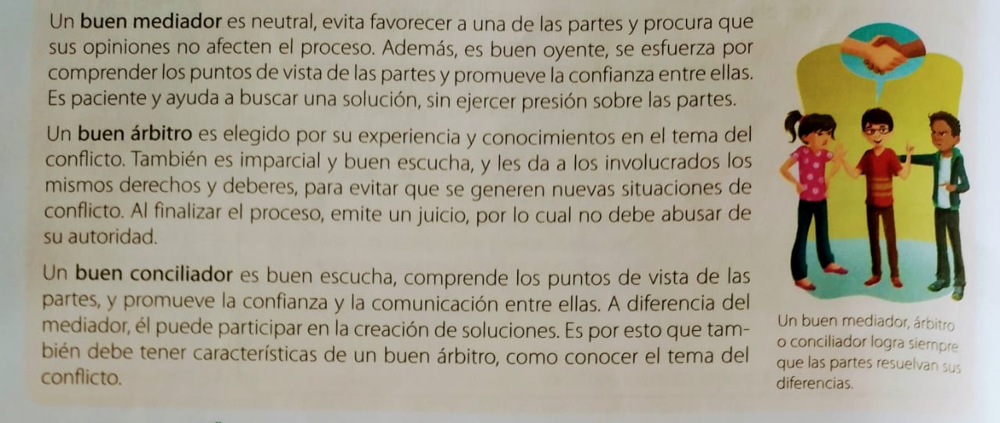 Un buen mediador es neutral, evita favorecer a una de las partes y procura que
sus opiniones no afecten el proceso. Además, es buen oyente, se esfuerza por
comprender los puntos de vista de las partes y promueve la confianza entre ellas.
Es paciente y ayuda a buscar una solución, sin ejercer presión sobre las partes.
Un buen árbitro es elegido por su experiencia y conocimientos en el tema del
conflicto. También es imparcial y buen escucha, y les da a los involucrados los
mismos derechos y deberes, para evitar que se generen nuevas situaciones de
conflicto. Al finalizar el proceso, emite un juicio, por lo cual no debe abusar de
su autoridad.
Un buen conciliador es buen escucha, comprende los puntos de vista de las
partes, y promueve la confianza y la comunicación entre ellas. A diferencia del
mediador, él puede participar en la creación de soluciones. Es por esto que tam-
bién debe tener características de un buen árbitro, como conocer el tema del
conflicto.
Un buen mediador, árbitro
o conciliador logra siempre
que las partes resuelvan sus
diferencias.